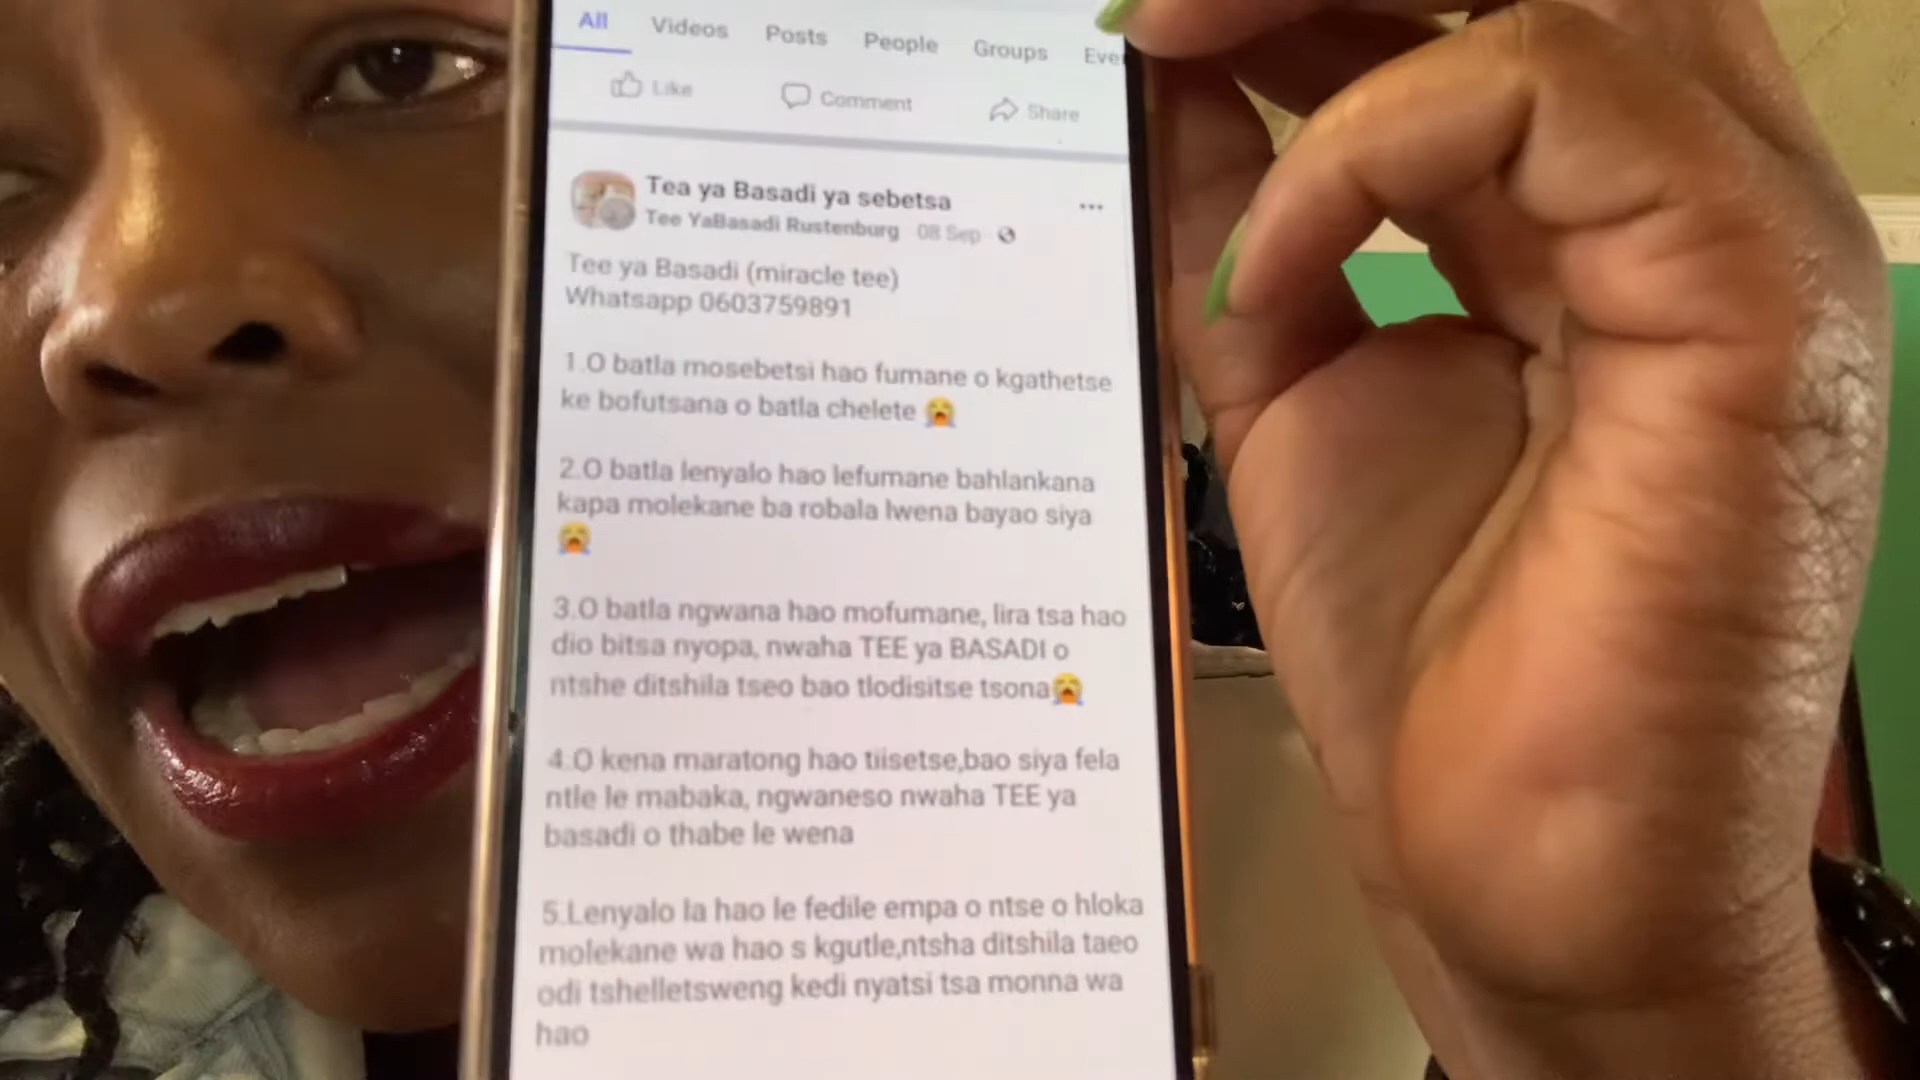 All Videos Posts People Groups Eve
Like Comment Share
Tea ya Basadi ya sebetsa
Tee YaBasadi Rustenburg 08 Sep
Tee ya Basadi (miracle tee)
Whatsapp 0603759891
1.O batla mosebetsi hao fumane o kgathetse
ke bofutsana o batla chelete 😭
2.O batla lenyalo hao lefumane bahlankana
kapa molekane ba robala lwena bayao siya
😭
3.O batla ngwana hao mofumane, lira tsa hao
dio bitsa nyopa, nwaha TEE ya BASADI o
ntshe ditshila tseo bao tlodisitse tsona😭
4.O kena maratong hao tiisetse,bao siya fela
ntle le mabaka, ngwaneso nwaha TEE ya
basadi o thabe le wena
5.Lenyalo la hao le fedile empa o ntse o hloka
molekane wa hao s kgutle,ntsha ditshila taeo
odi tshelletsweng kedi nyatsi tsa monna wa
hao